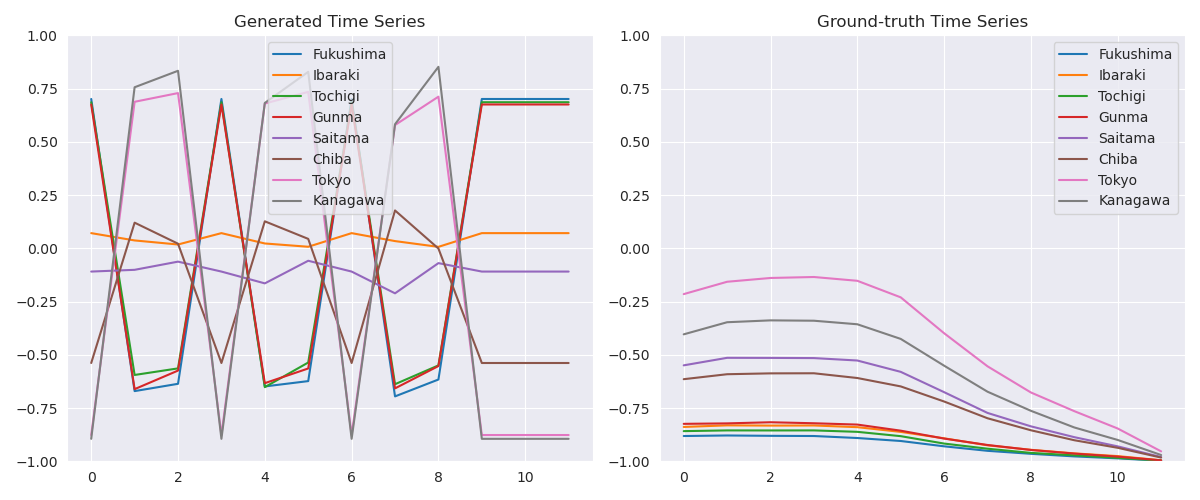 Generated Time Series
1.00
0.75
0.50
0.25
0.00
−0.25
−0.50
−0.75
−1.00
0 2 4 6 8 10
Fukushima
Ibaraki
Tochigi
Gunma
Saitama
Chiba
Tokyo
Kanagawa
Ground-truth Time Series
1.00
0.75
0.50
0.25
0.00
−0.25
−0.50
−0.75
−1.00
0 2 4 6 8 10
Fukushima
Ibaraki
Tochigi
Gunma
Saitama
Chiba
Tokyo
Kanagawa